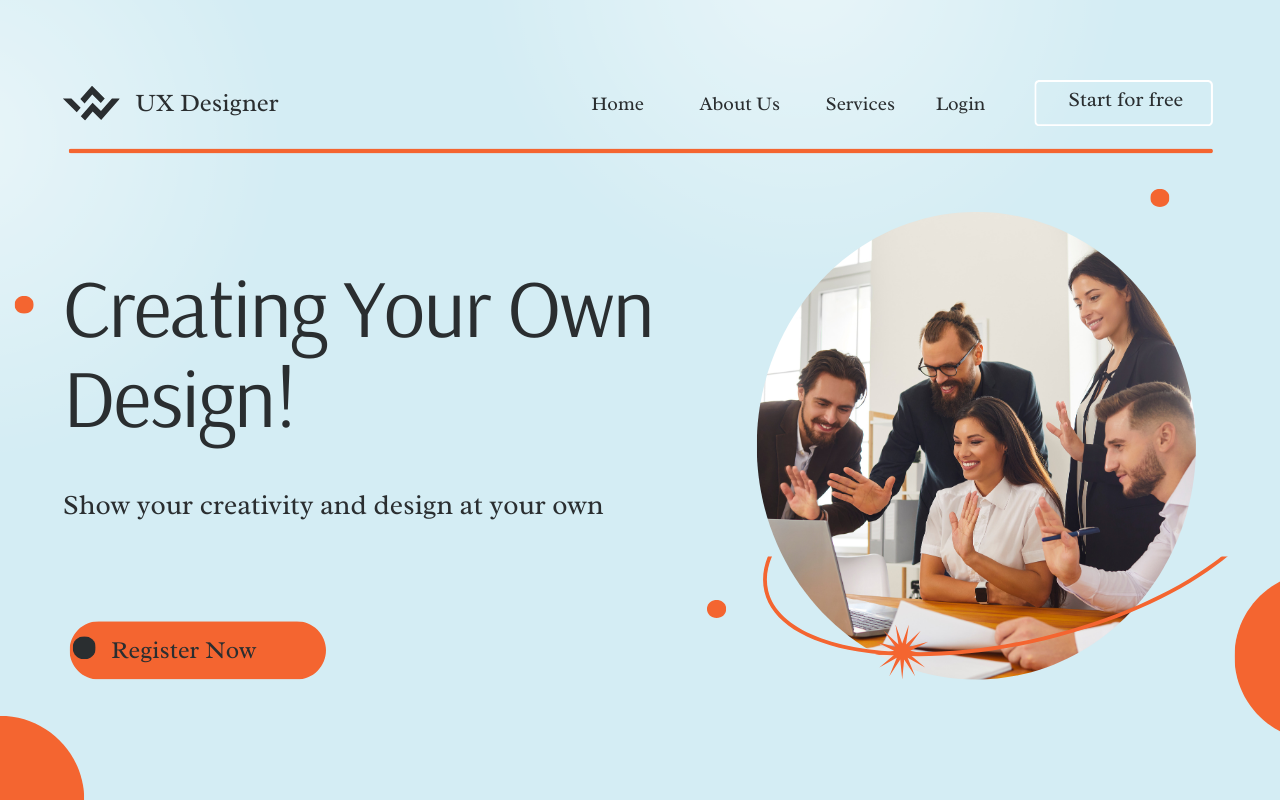 UX Designer
Home About Us Services Login Start for free
Creating Your Own
Design!
Show your creativity and design at your own
Register Now